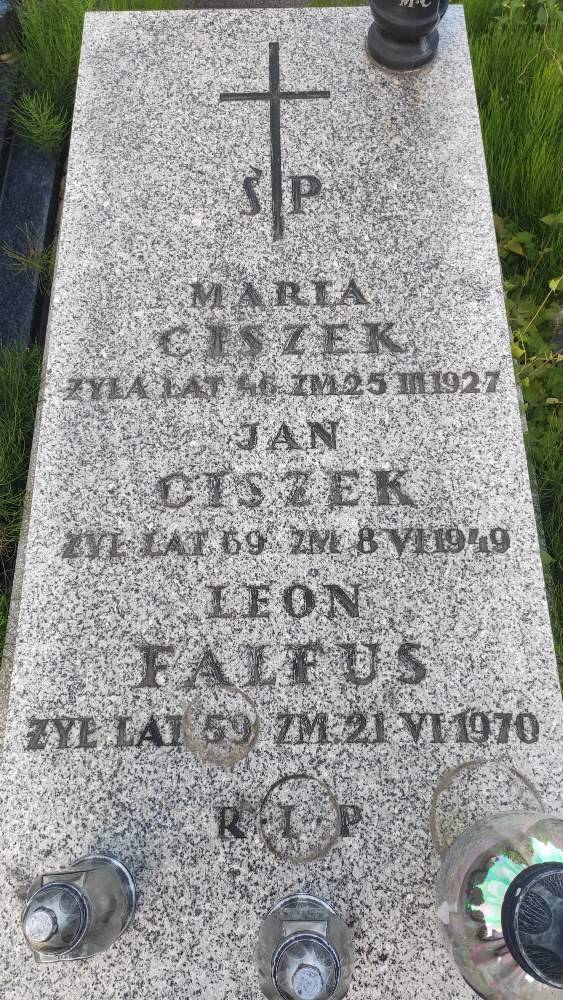 M.C
Ś P
MARIA
CISZEK
ŻYŁA LAT 46 ZM. 25 III 1927
JAN
CISZEK
ŻYŁ LAT 69 ZM 8 VI 1949
LEON
FALFUS
ŻYŁ LAT 59 ZM. 21 VI 1970
R • I • P